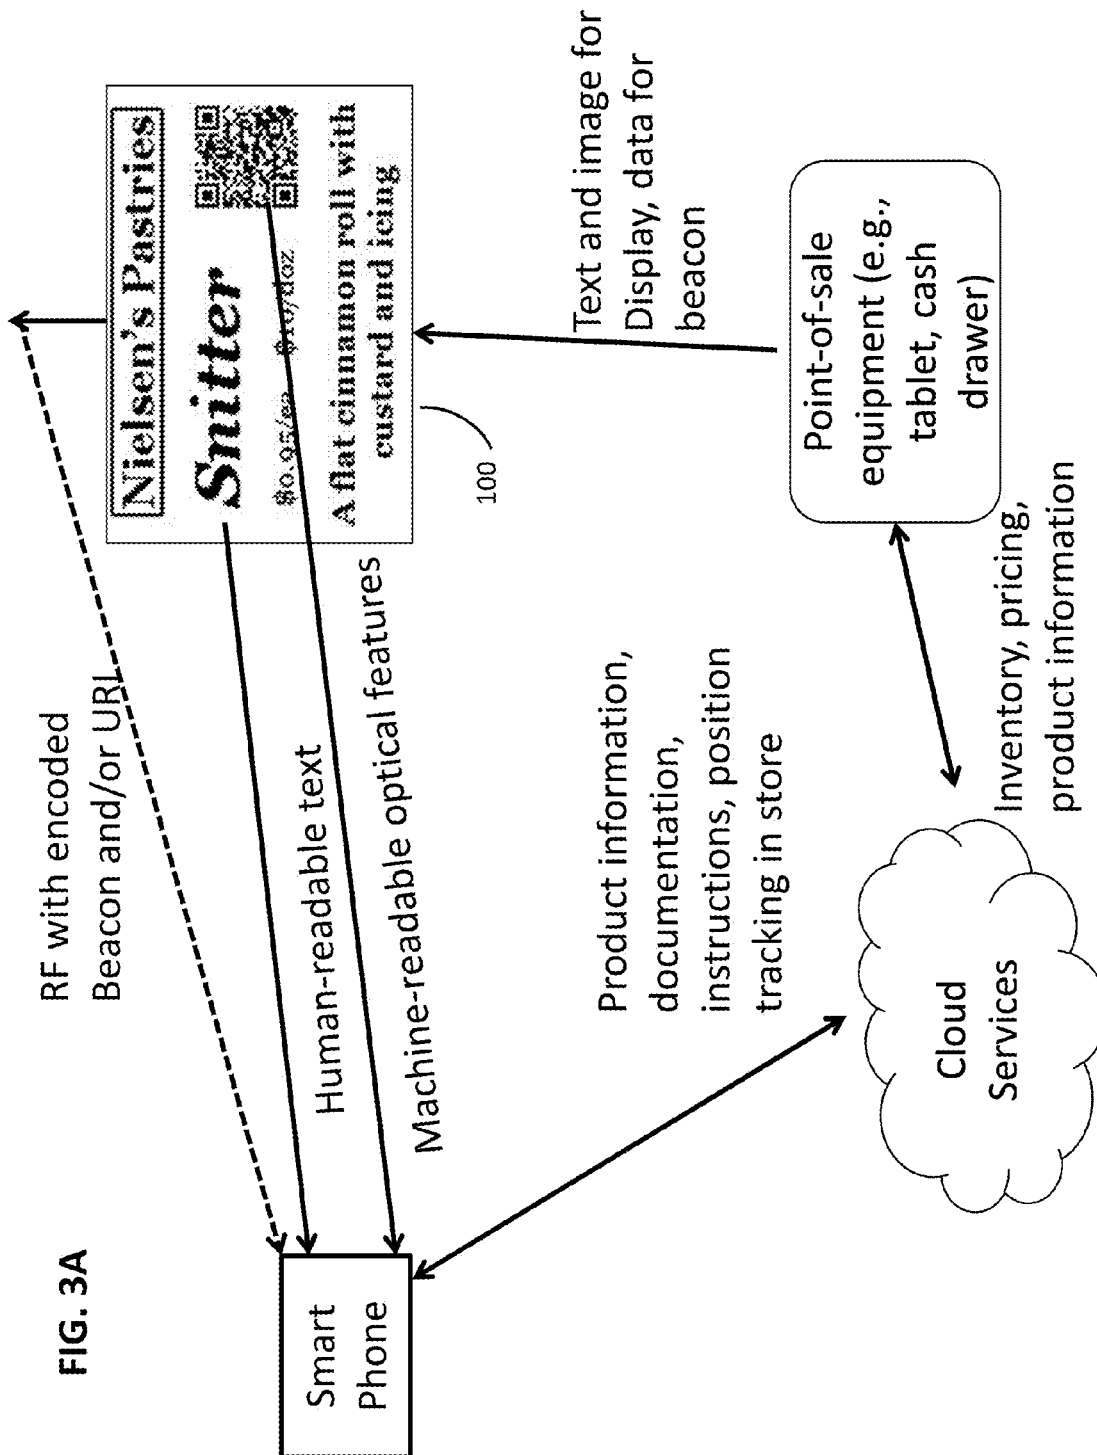 FIG. 3A
RF with encoded
Beacon and/or URL
Nielsen's Pastries
Snitter
$0.95/ea $10/doz
A flat cinnamon roll with
custard and icing
100
Smart
Phone
Human-readable text
Machine-readable optical features
Text and image for
Display, data for
beacon
Product information,
documentation,
instructions, position
tracking in store
Point-of-sale
equipment (e.g.,
tablet, cash
drawer)
Cloud
Services
Inventory, pricing,
product information